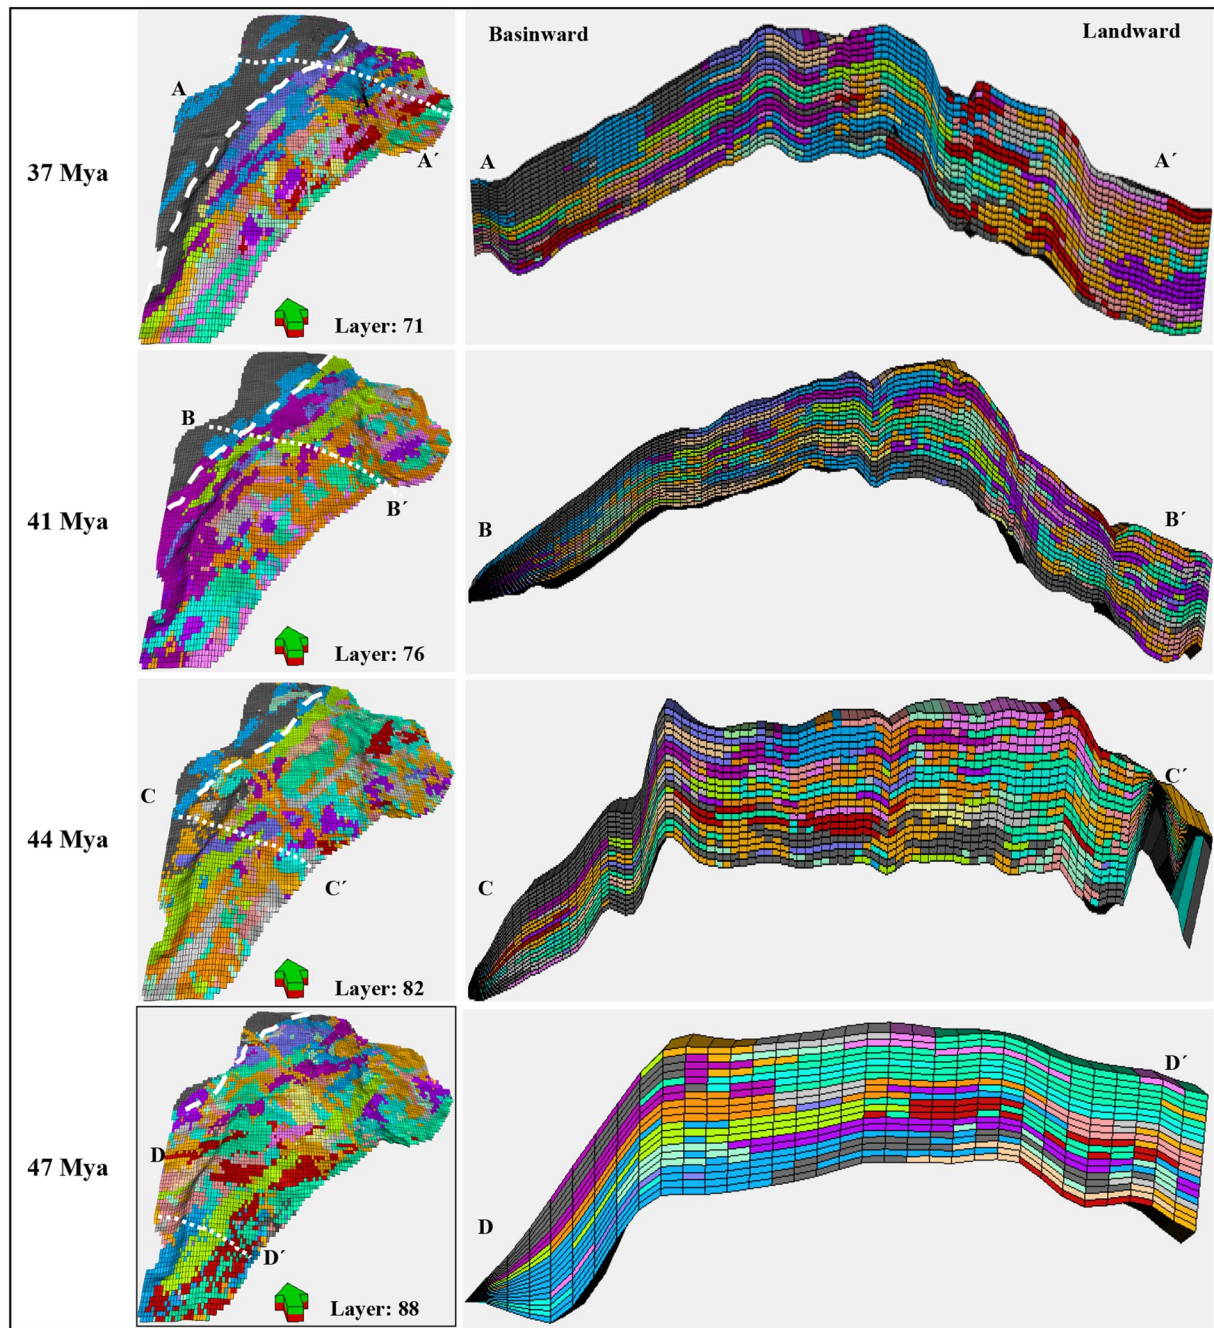 Basinward
Landward
A
A´
A
A´
37 Mya
Layer: 71
B
B´
B
B´
41 Mya
Layer: 76
C
C´
C
C´
44 Mya
Layer: 82
D
D´
D
D´
47 Mya
Layer: 88